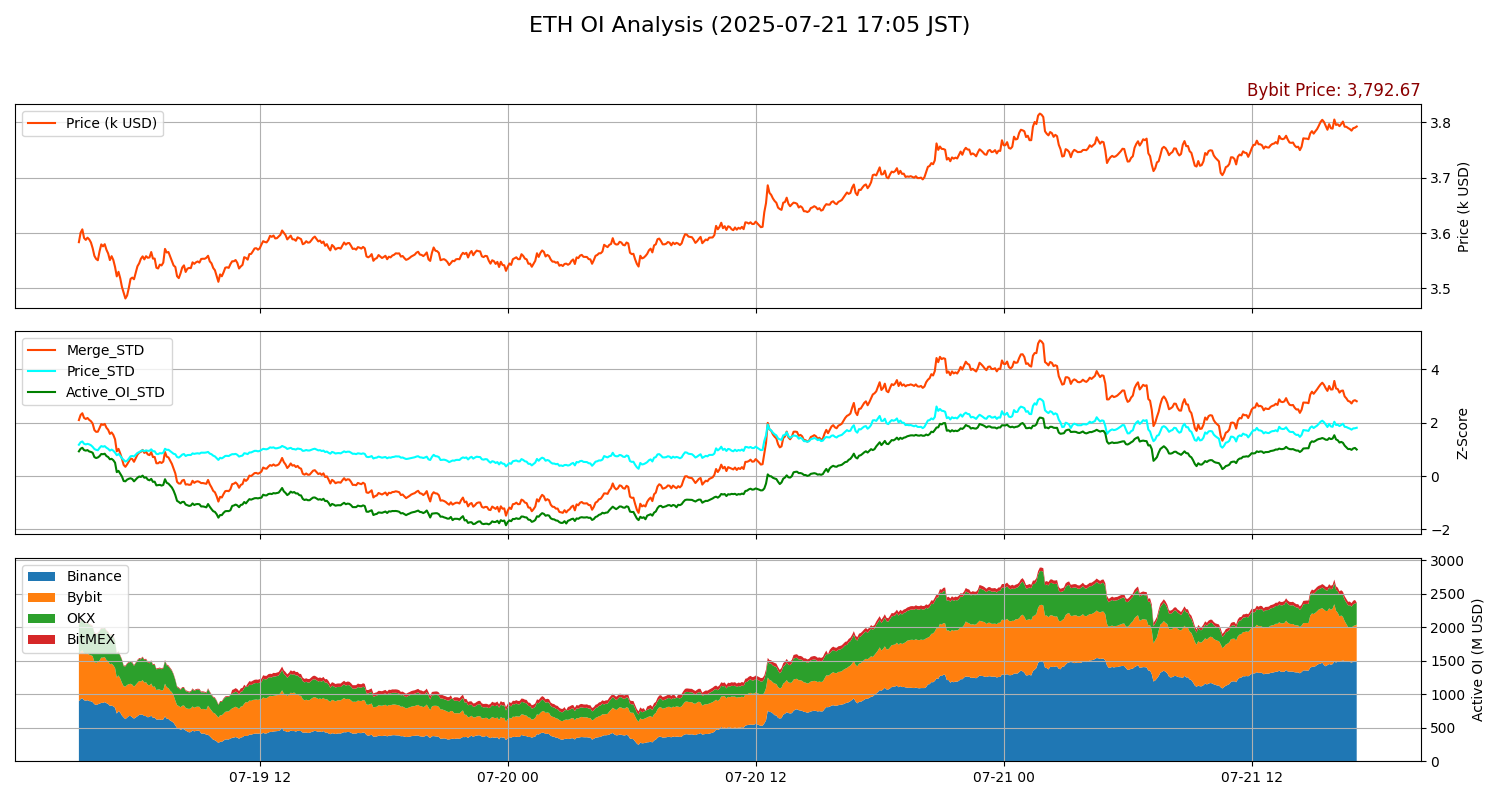 ETH OI Analysis (2025-07-21 17:05 JST)
Bybit Price: 3,792.67
Price (k USD)
3.8
3.7
3.6
3.5
Price (k USD)
Merge_STD
Price_STD
Active_OI_STD
4
2
0
−2
Z-Score
Binance
Bybit
OKX
BitMEX
3000
2500
2000
1500
1000
500
0
Active OI (M USD)
07-19 12
07-20 00
07-20 12
07-21 00
07-21 12